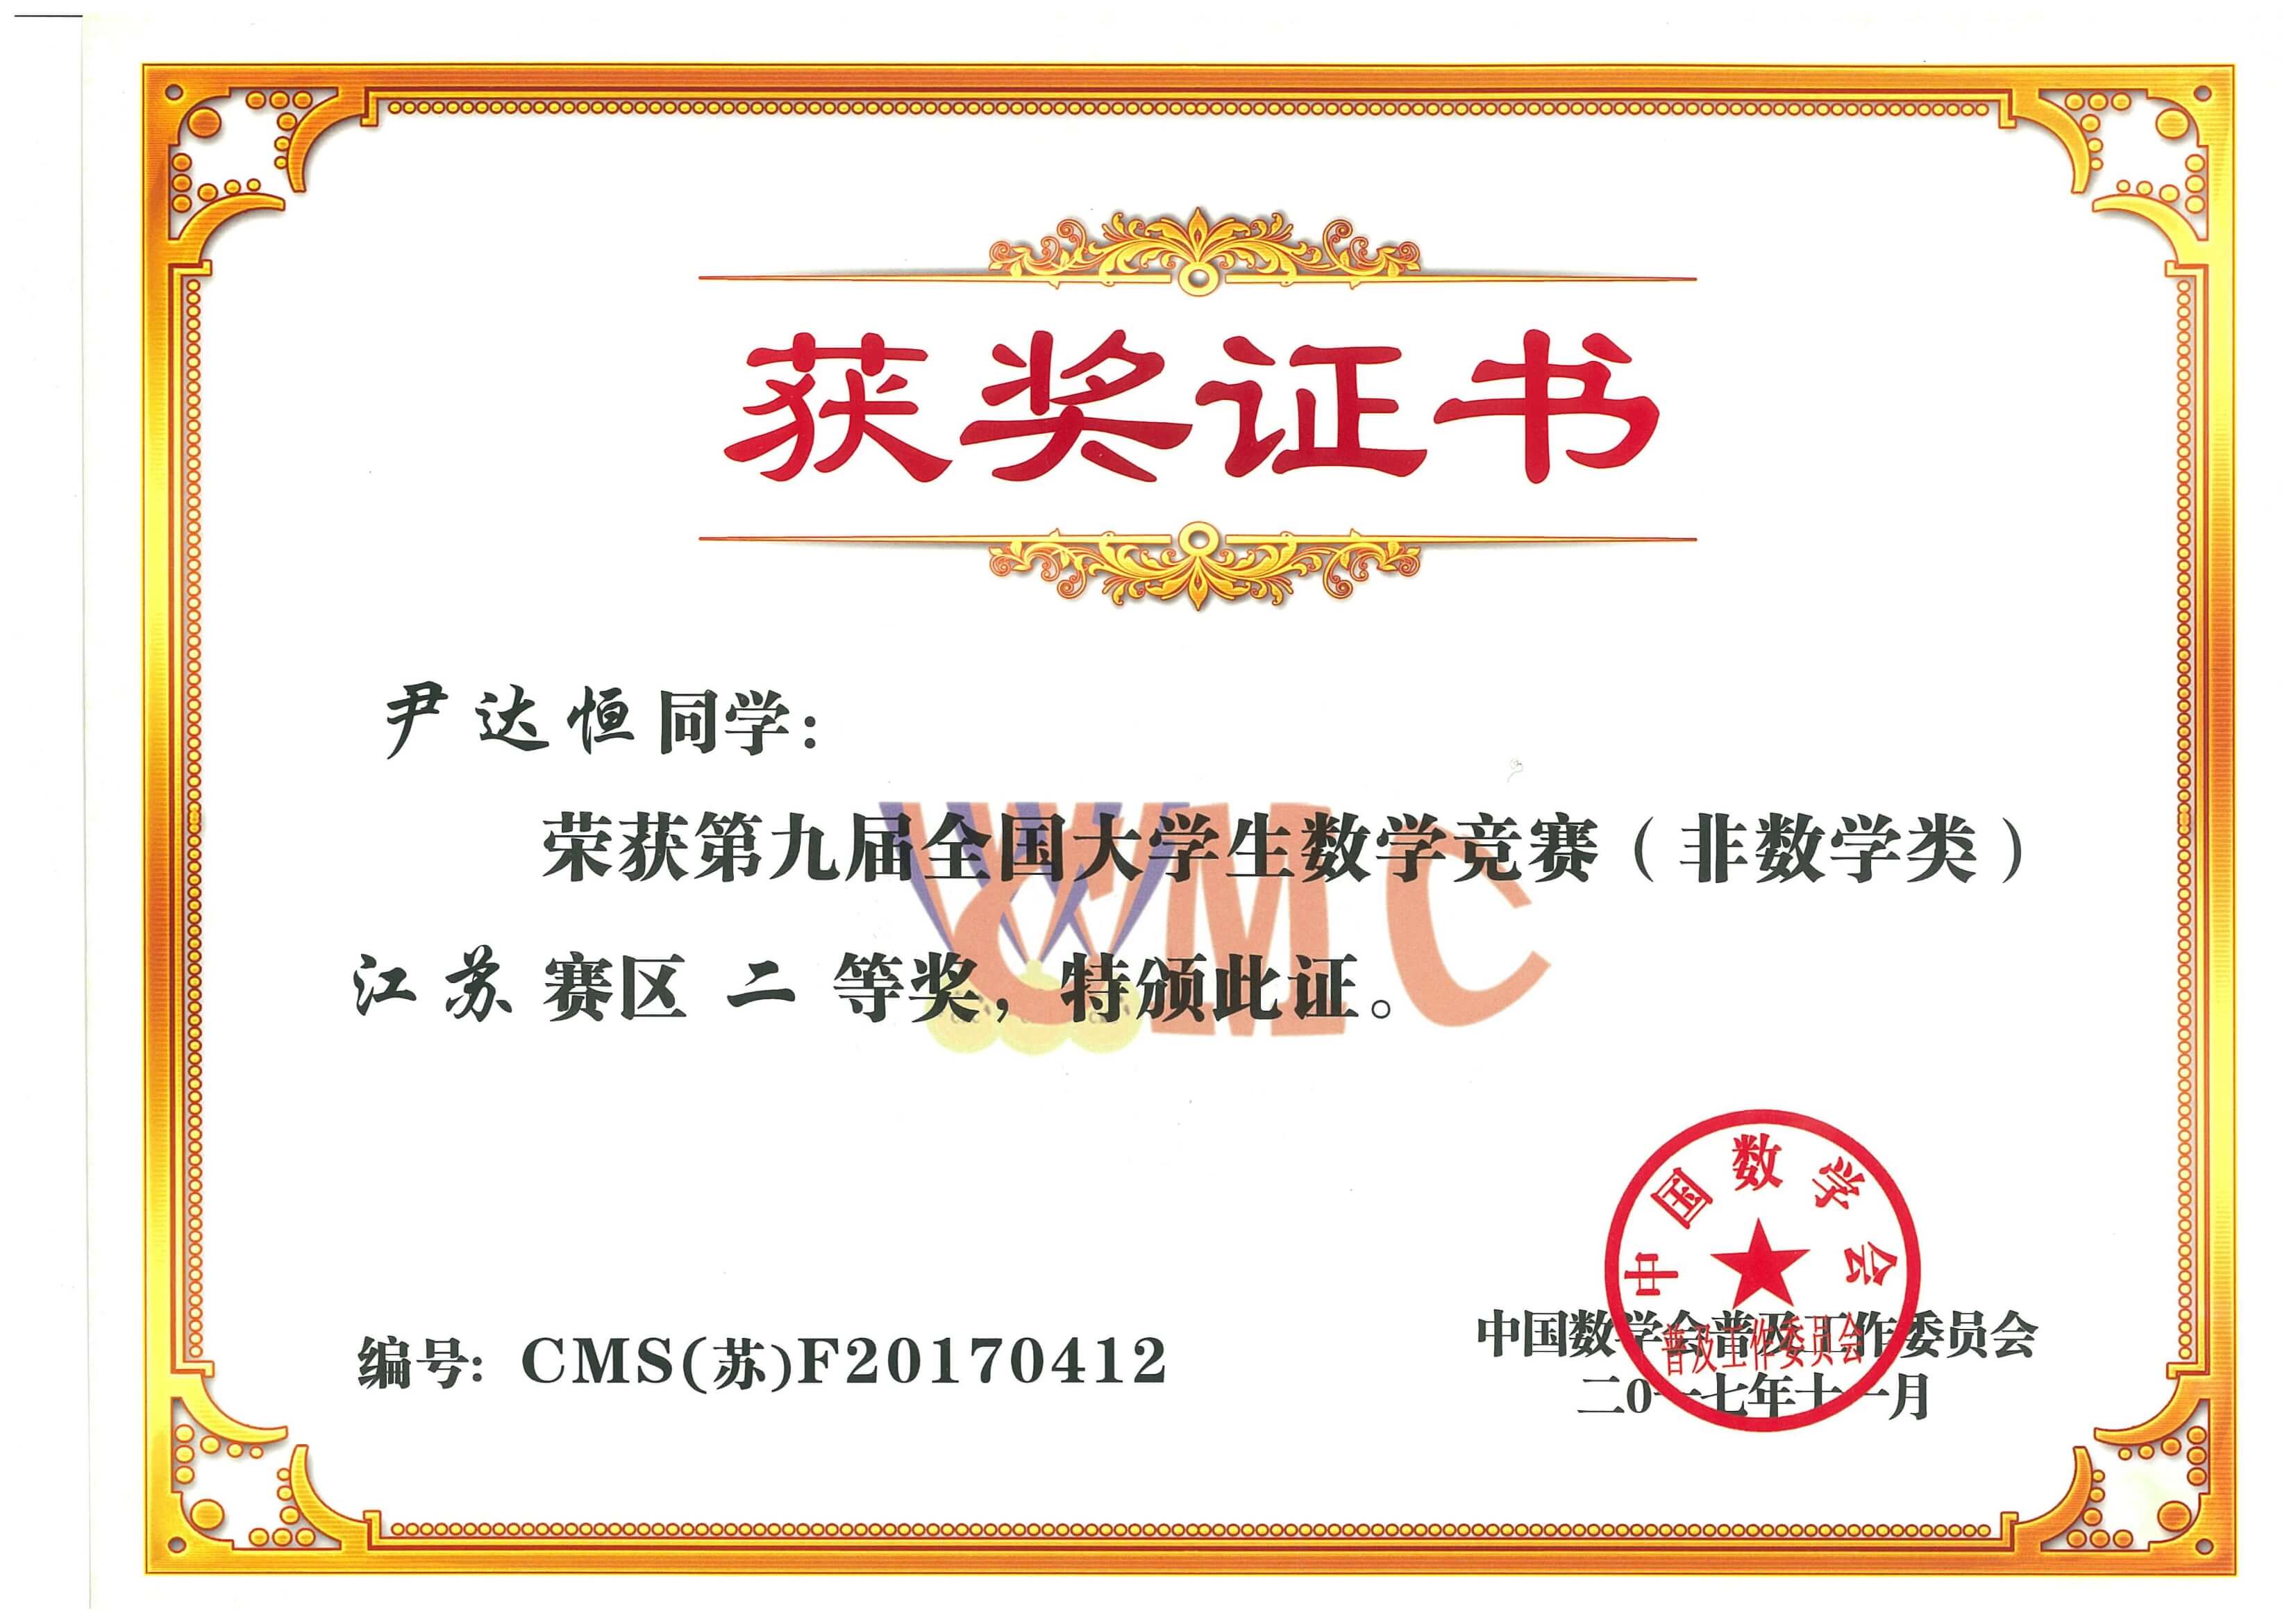 获奖证书
尹达恒同学：
荣获第九届全国大学生数学竞赛（非数学类）
江苏赛区二等奖，特颁此证。
CMC
中国数学会
普及工作委员会
编号：CMS(苏)F20170412
中国数学会普及工作委员会
二0一七年十一月